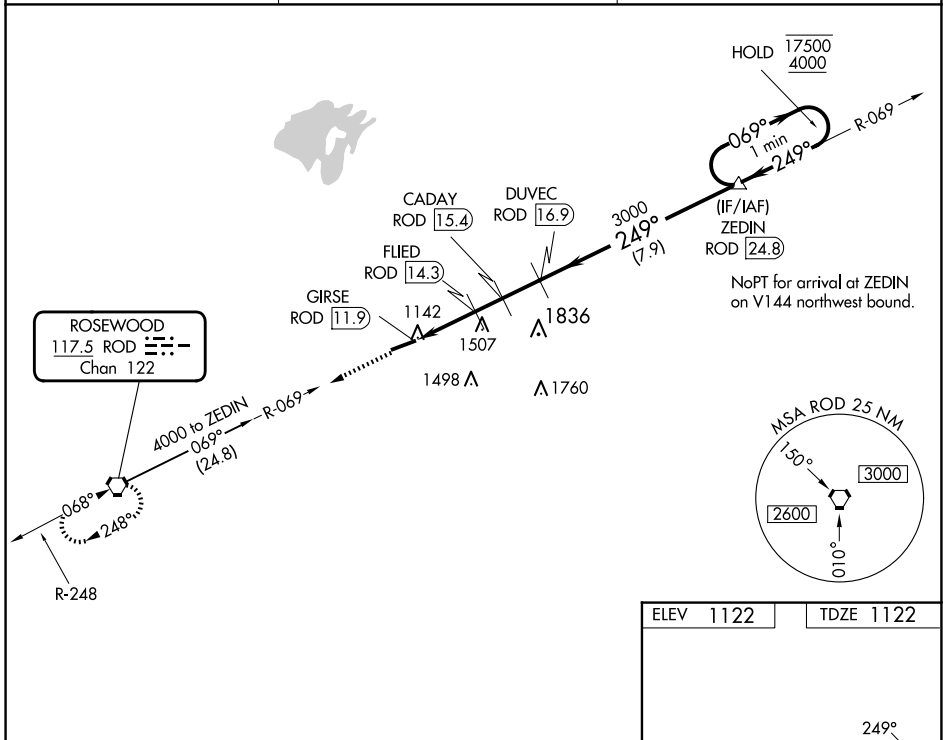 HOLD
17500
4000
069°
1 min
249°
R-069
(IF/IAF)
ZEDIN
ROD 24.8
NoPT for arrival at ZEDIN
on V144 northwest bound.
3000
249°
(7.9)
DUVEC
ROD 16.9
CADAY
ROD 15.4
FLIED
ROD 14.3
GIRSE
ROD 11.9
1142
1507
1836
1498
1760
ROSEWOOD
117.5 ROD
Chan 122
4000 to ZEDIN
069°
(24.8)
R-069
068°
248°
R-248
MSA ROD 25 NM
150°
3000
2600
010°
ELEV 1122
TDZE 1122
249°